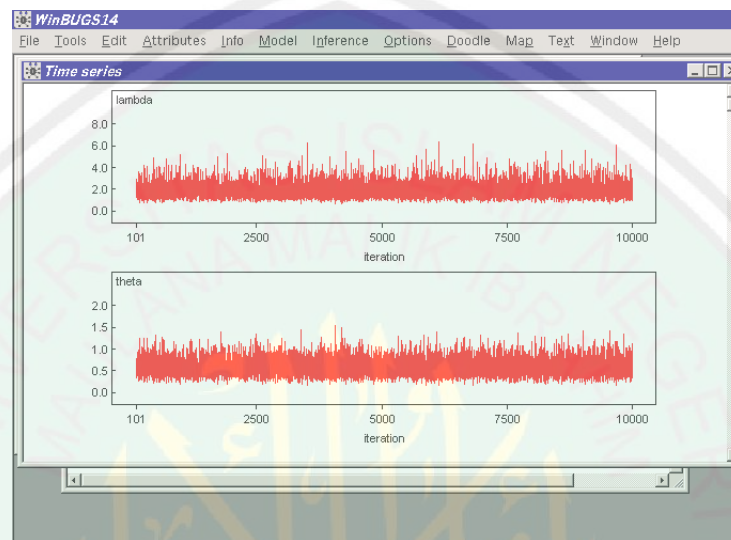 WinBUGS14
File Tools Edit Attributes Info Model Inference Options Doodle Map Text Window Help
Time series
lambda
8.0
6.0
4.0
2.0
0.0
101 2500 5000 7500 10000
iteration
theta
2.0
1.5
1.0
0.5
0.0
101 2500 5000 7500 10000
iteration